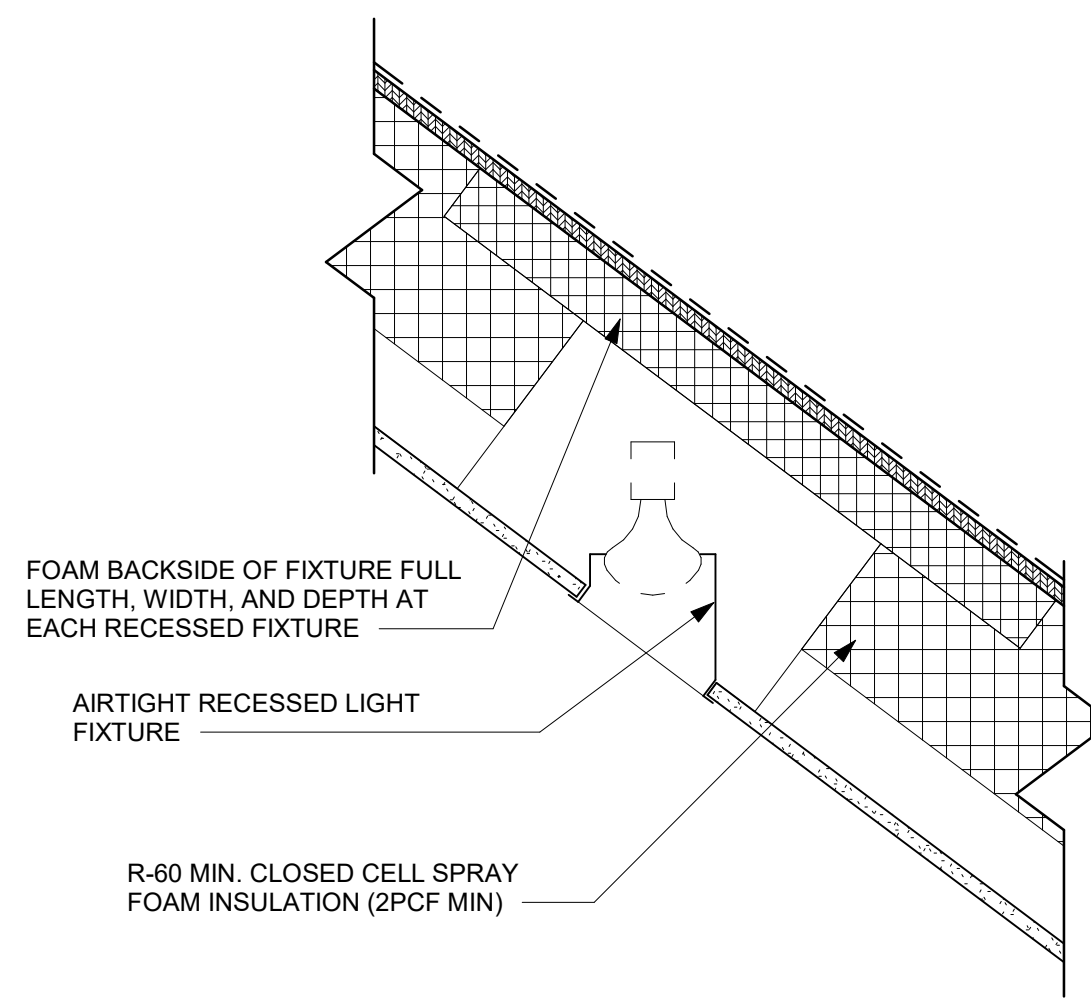 FOAM BACKSIDE OF FIXTURE FULL
LENGTH, WIDTH, AND DEPTH AT
EACH RECESSED FIXTURE
AIRTIGHT RECESSED LIGHT
FIXTURE
R-60 MIN. CLOSED CELL SPRAY
FOAM INSULATION (2PCF MIN)